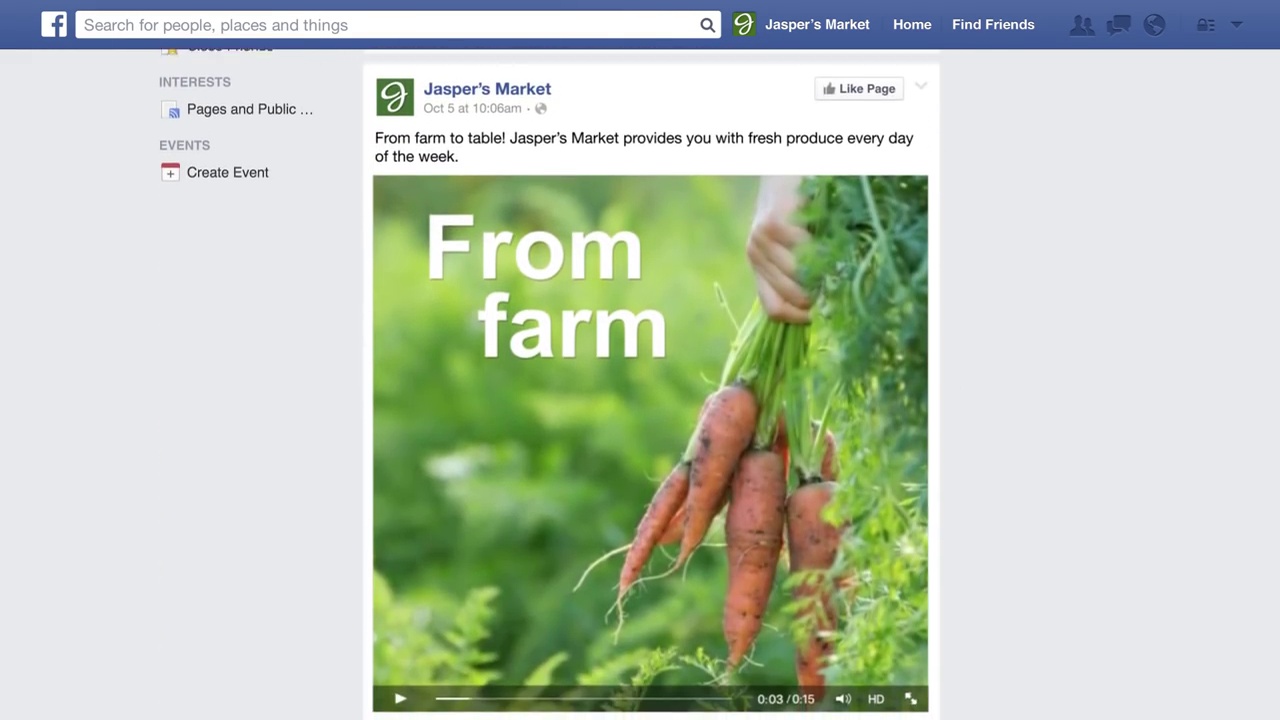 Search for people, places and things
Jasper's Market
Home
Find Friends
Close Friends
INTERESTS
Pages and Public ...
EVENTS
Create Event
Jasper's Market
Oct 5 at 10:06am ·
Like Page
From farm to table! Jasper's Market provides you with fresh produce every day
of the week.
From
farm
0:03 / 0:15
HD